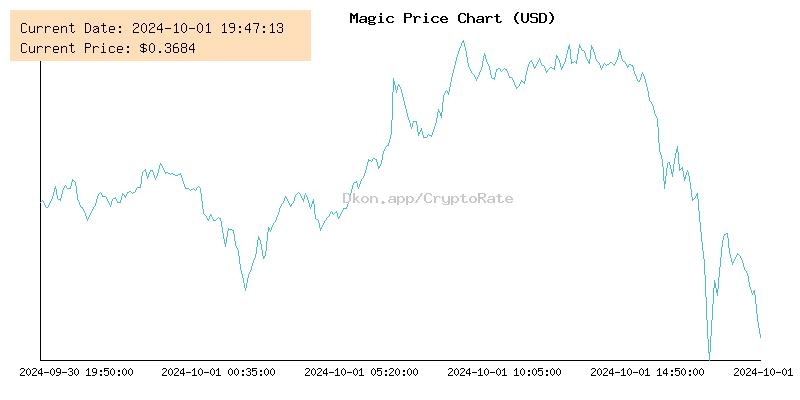 Magic Price Chart (USD)
Current Date: 2024-10-01 19:47:13
Current Price: $0.3684
Dkon.app/CryptoRate
2024-09-30 19:50:00 2024-10-01 00:35:00 2024-10-01 05:20:00 2024-10-01 10:05:00 2024-10-01 14:50:00 2024-10-01